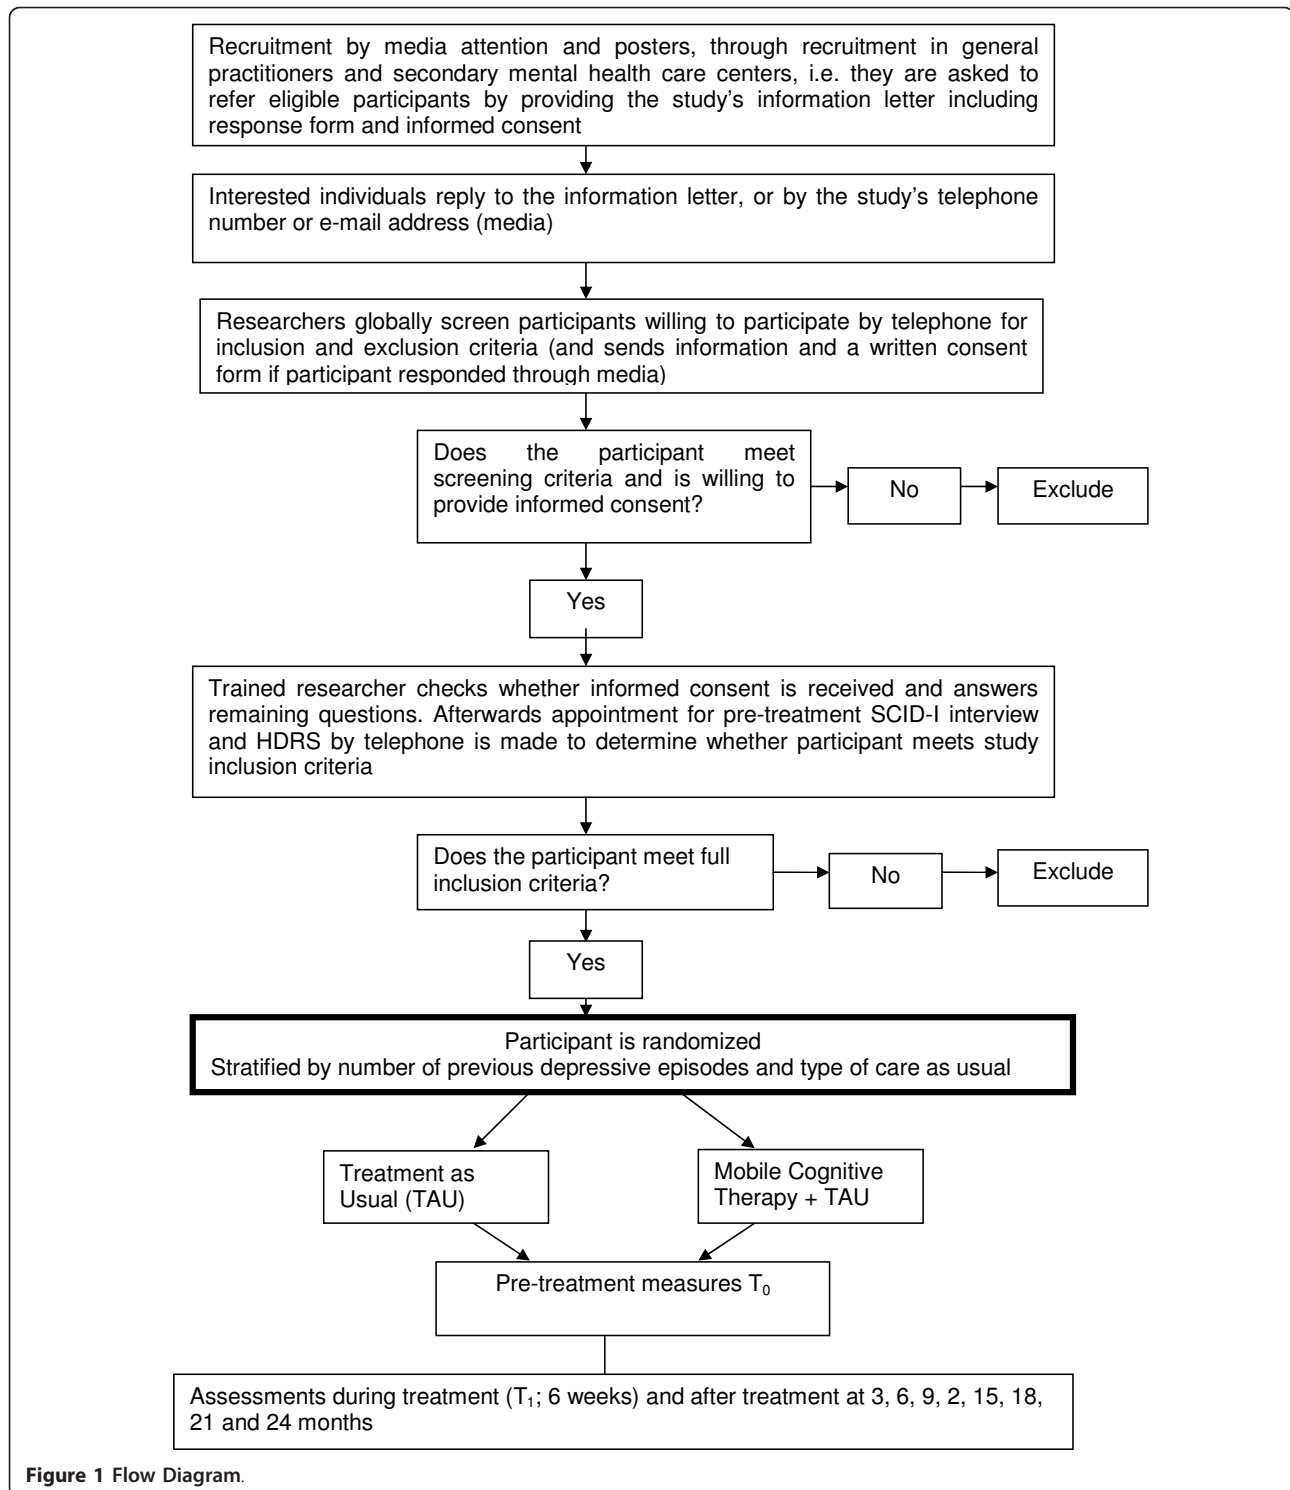 Recruitment by media attention and posters, through recruitment in general
practitioners and secondary mental health care centers, i.e. they are asked to
refer eligible participants by providing the study's information letter including
response form and informed consent
Interested individuals reply to the information letter, or by the study's telephone
number or e-mail address (media)
Researchers globally screen participants willing to participate by telephone for
inclusion and exclusion criteria (and sends information and a written consent
form if participant responded through media)
Does the participant meet
screening criteria and is willing to
provide informed consent?
No
Exclude
Yes
Trained researcher checks whether informed consent is received and answers
remaining questions. Afterwards appointment for pre-treatment SCID-I interview
and HDRS by telephone is made to determine whether participant meets study
inclusion criteria
Does the participant meet full
inclusion criteria?
No
Exclude
Yes
Participant is randomized
Stratified by number of previous depressive episodes and type of care as usual
Treatment as
Usual (TAU)
Mobile Cognitive
Therapy + TAU
Pre-treatment measures T₀
Assessments during treatment (T₁; 6 weeks) and after treatment at 3, 6, 9, 2, 15, 18,
21 and 24 months
Figure 1 Flow Diagram.